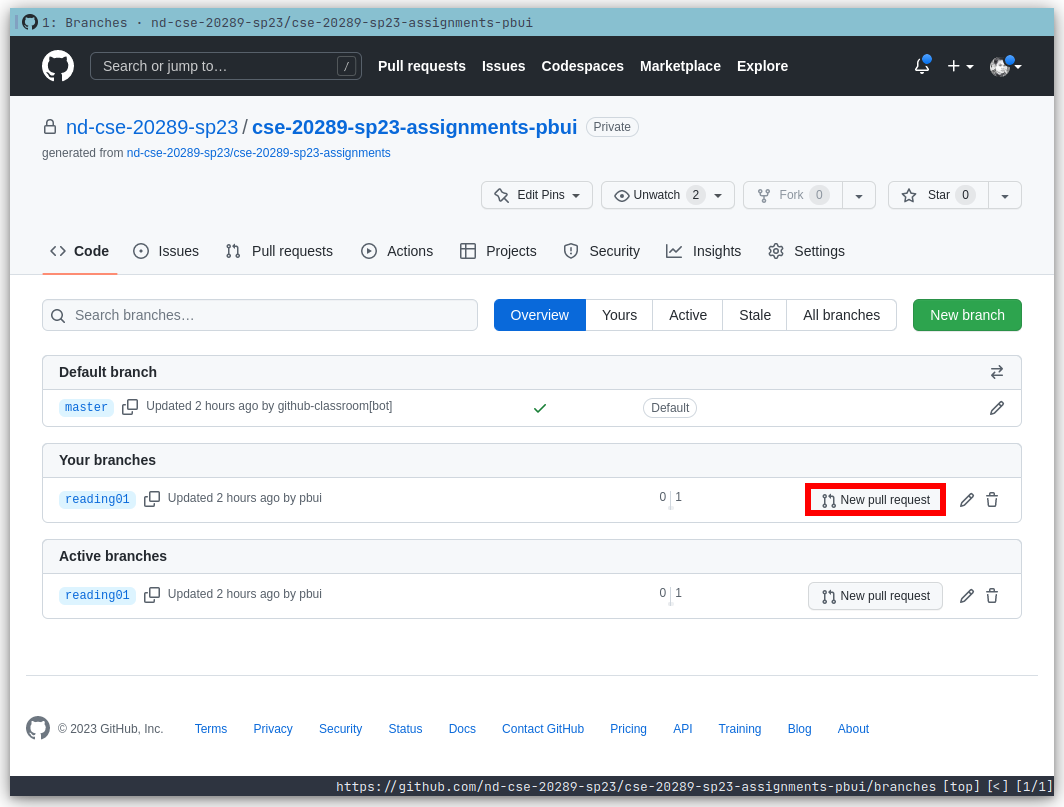 1: Branches · nd-cse-20289-sp23/cse-20289-sp23-assignments-pbui
Search or jump to… / Pull requests Issues Codespaces Marketplace Explore
nd-cse-20289-sp23 / cse-20289-sp23-assignments-pbui Private
generated from nd-cse-20289-sp23/cse-20289-sp23-assignments
Edit Pins Unwatch 2 Fork 0 Star 0
Code Issues Pull requests Actions Projects Security Insights Settings
Search branches… Overview Yours Active Stale All branches New branch
Default branch
master Updated 2 hours ago by github-classroom[bot] Default
Your branches
reading01 Updated 2 hours ago by pbui 0 1 New pull request
Active branches
reading01 Updated 2 hours ago by pbui 0 1 New pull request
© 2023 GitHub, Inc. Terms Privacy Security Status Docs Contact GitHub Pricing API Training Blog About
https://github.com/nd-cse-20289-sp23/cse-20289-sp23-assignments-pbui/branches [top] [<] [1/1]